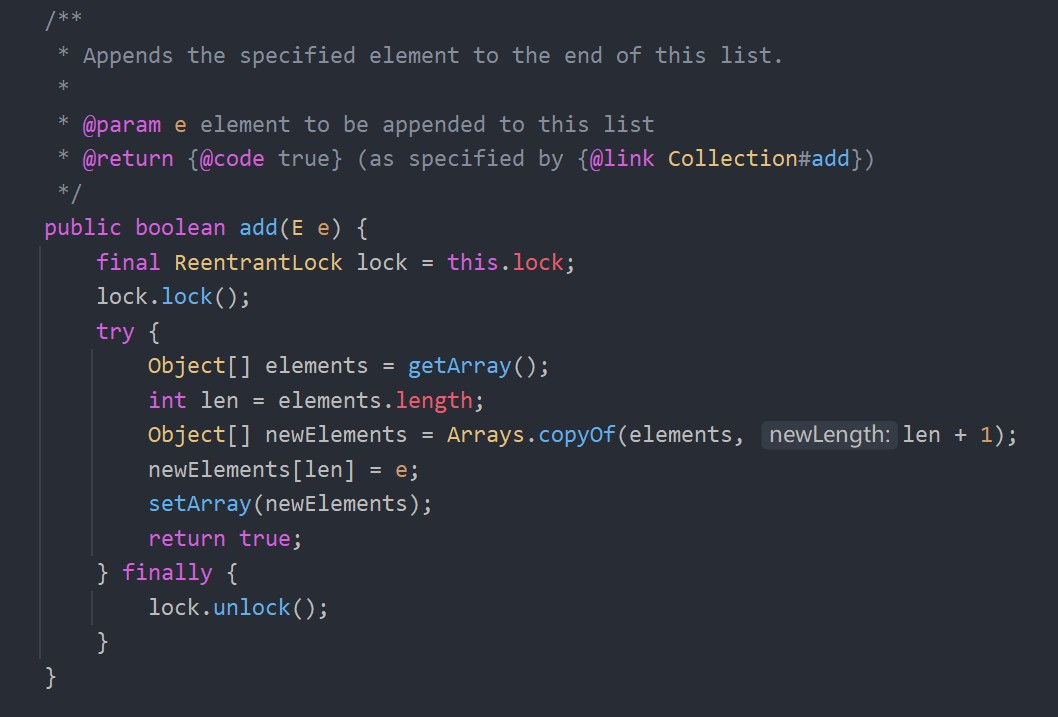 /**
 * Appends the specified element to the end of this list.
 *
 * @param e element to be appended to this list
 * @return {@code true} (as specified by {@link Collection#add})
 */
public boolean add(E e) {
    final ReentrantLock lock = this.lock;
    lock.lock();
    try {
        Object[] elements = getArray();
        int len = elements.length;
        Object[] newElements = Arrays.copyOf(elements, newLength: len + 1);
        newElements[len] = e;
        setArray(newElements);
        return true;
    } finally {
        lock.unlock();
    }
}